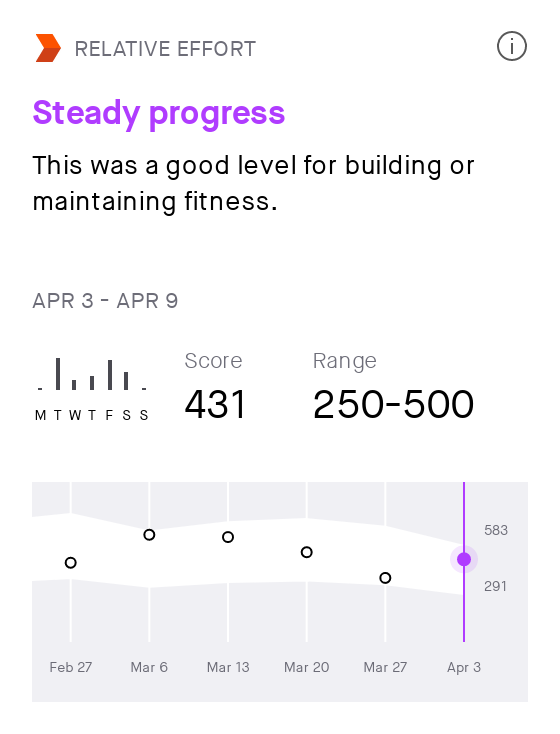 RELATIVE EFFORT
Steady progress
This was a good level for building or
maintaining fitness.
APR 3 - APR 9
Score
Range
431
250-500
M T W T F S S
583
291
Feb 27
Mar 6
Mar 13
Mar 20
Mar 27
Apr 3